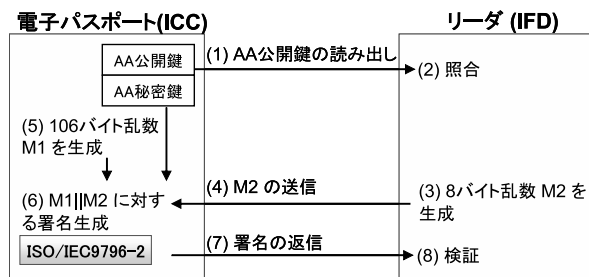 電子パスポート(ICC)
リーダ (IFD)
AA公開鍵
AA秘密鍵
(1) AA公開鍵の読み出し
(2) 照合
(5) 106バイト乱数
M1 を生成
(4) M2 の送信
(3) 8バイト乱数 M2 を
生成
(6) M1||M2 に対す
る署名生成
ISO/IEC9796-2
(7) 署名の返信
(8) 検証